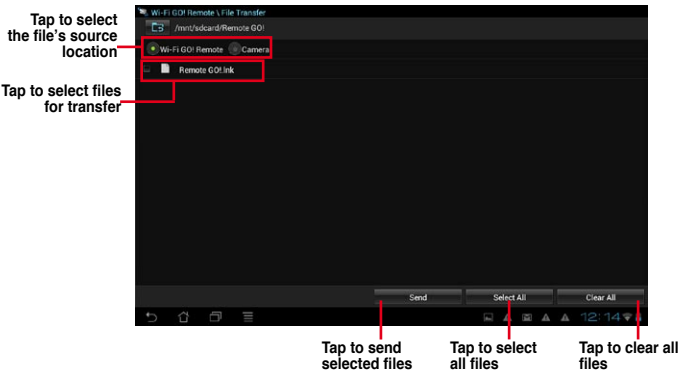 Wi-Fi GO! Remote \ File Transfer
Tap to select
the file's source
location
/mnt/sdcard/Remote GO!
Wi-Fi GO! Remote Camera
Remote GO!.lnk
Tap to select files
for transfer
Send Select All Clear All
12:14
Tap to send
selected files
Tap to select
all files
Tap to clear all
files